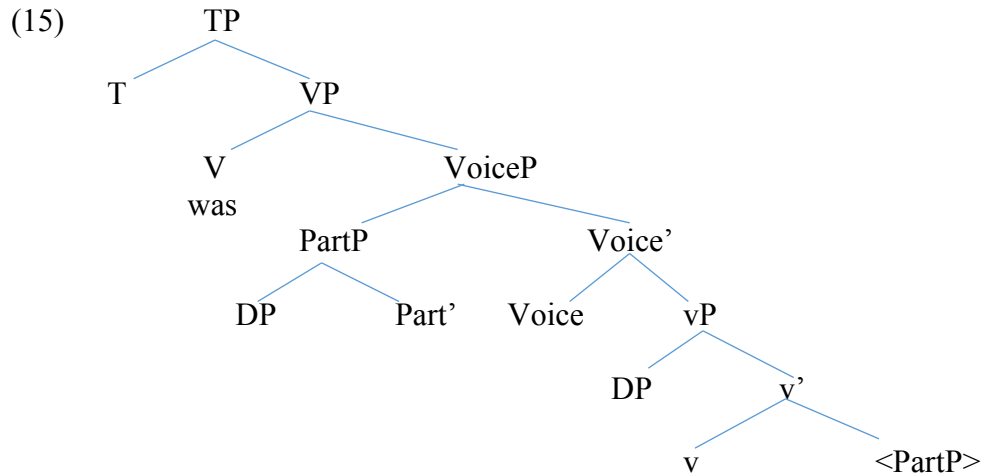 (15) TP
T VP
V VoiceP
was
PartP Voice’
DP Part’ Voice vP
DP v’
v <PartP>